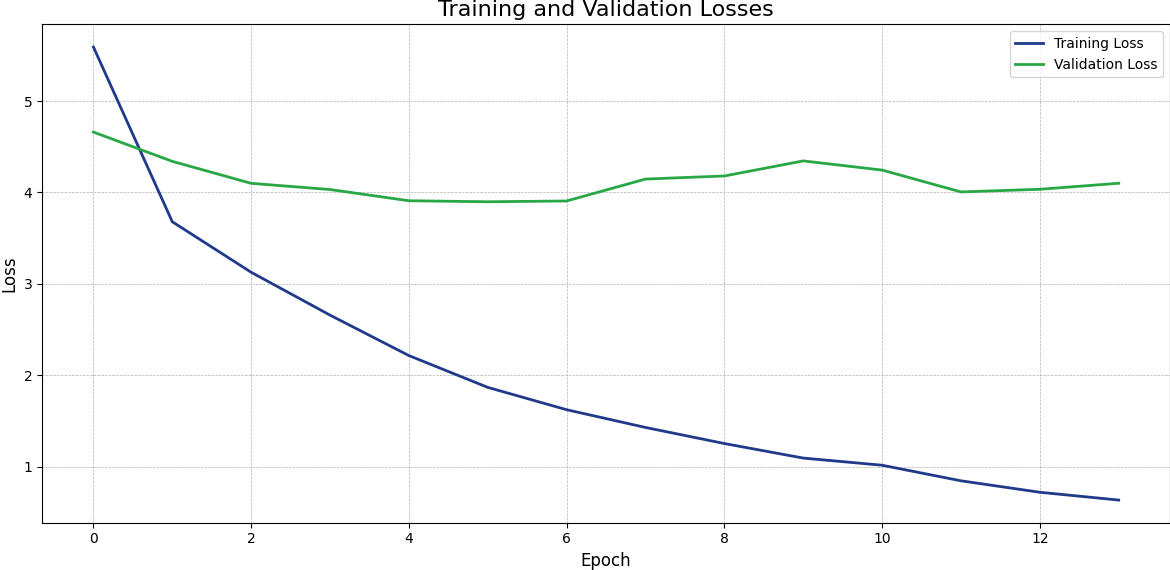 Training and Validation Losses
Training Loss
Validation Loss
5
4
3
2
1
Loss
0 2 4 6 8 10 12
Epoch